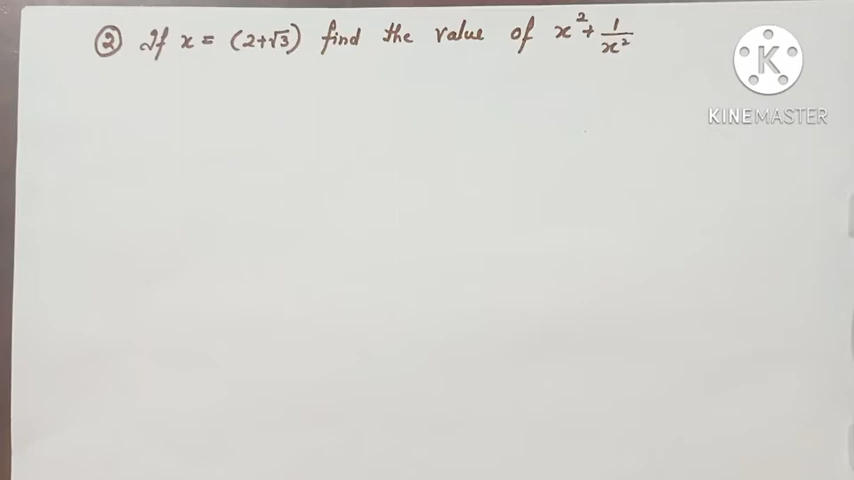 ② If x = (2+√3) find the value of x² + 1/x²
K
KINEMASTER